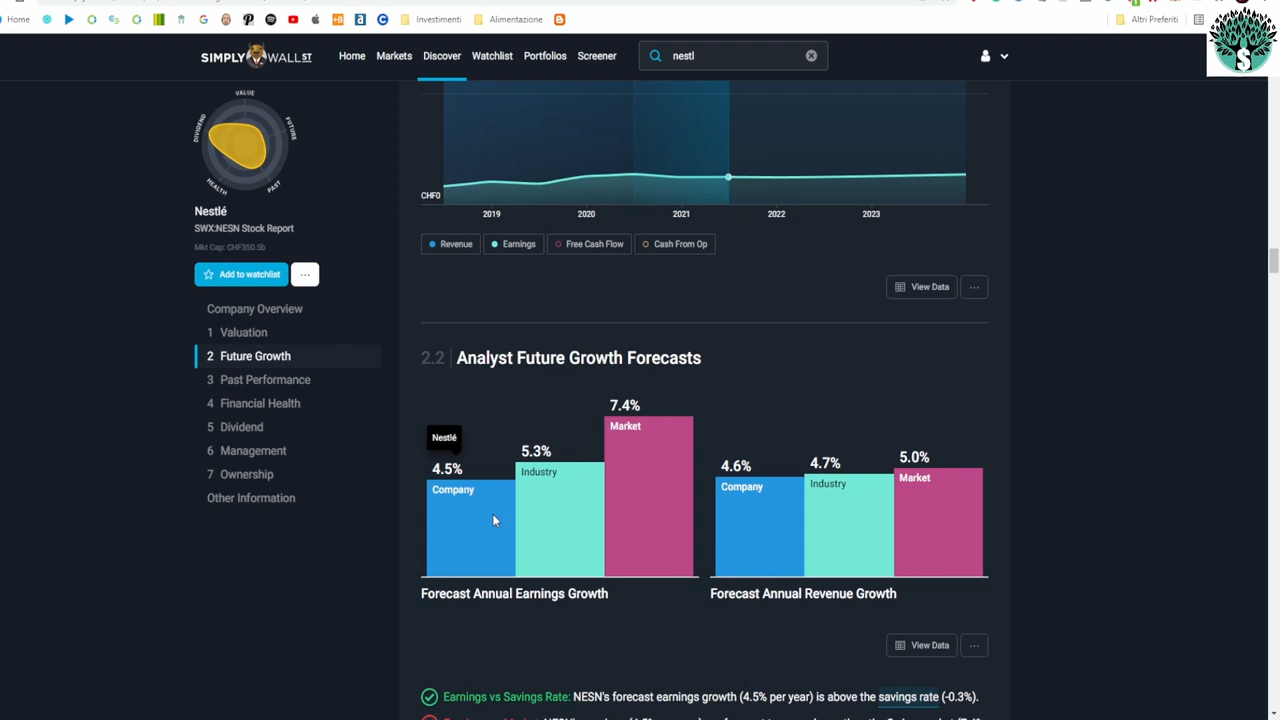 Home
Investimenti
Alimentazione
Altri Preferiti
SIMPLY WALL ST
Home Markets Discover Watchlist Portfolios Screener
nestl
S
VALUE
FUTURE
PAST
HEALTH
DIVIDEND
Nestlé
SWX:NESN Stock Report
Mkt Cap: CHF350.5b
Add to watchlist ...
Company Overview
1 Valuation
2 Future Growth
3 Past Performance
4 Financial Health
5 Dividend
6 Management
7 Ownership
Other Information
CHF0
2019 2020 2021 2022 2023
Revenue Earnings Free Cash Flow Cash From Op
View Data ...
2.2 Analyst Future Growth Forecasts
Nestlé
4.5%
Company
5.3%
Industry
7.4%
Market
Forecast Annual Earnings Growth
4.6%
Company
4.7%
Industry
5.0%
Market
Forecast Annual Revenue Growth
View Data ...
Earnings vs Savings Rate: NESN's forecast earnings growth (4.5% per year) is above the savings rate (-0.3%).